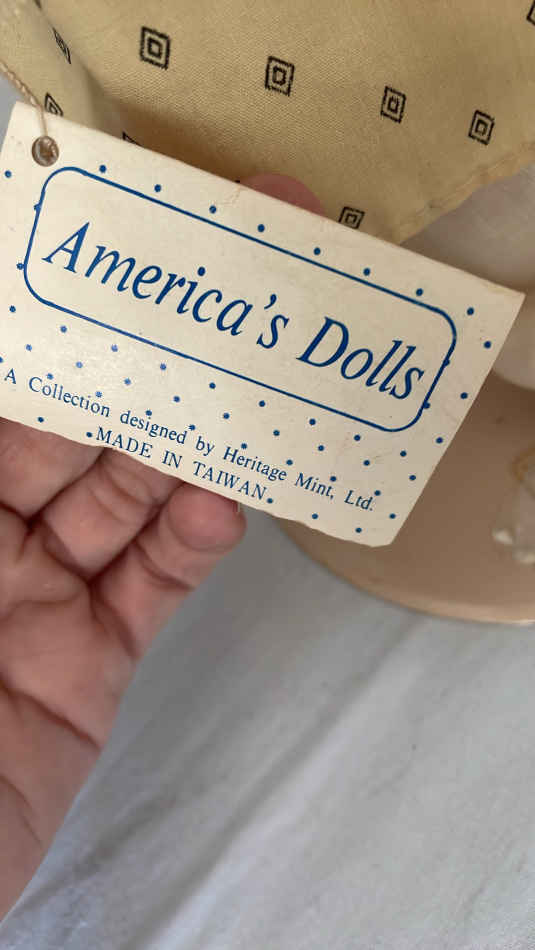 America's Dolls
A Collection designed by Heritage Mint, Ltd.
MADE IN TAIWAN